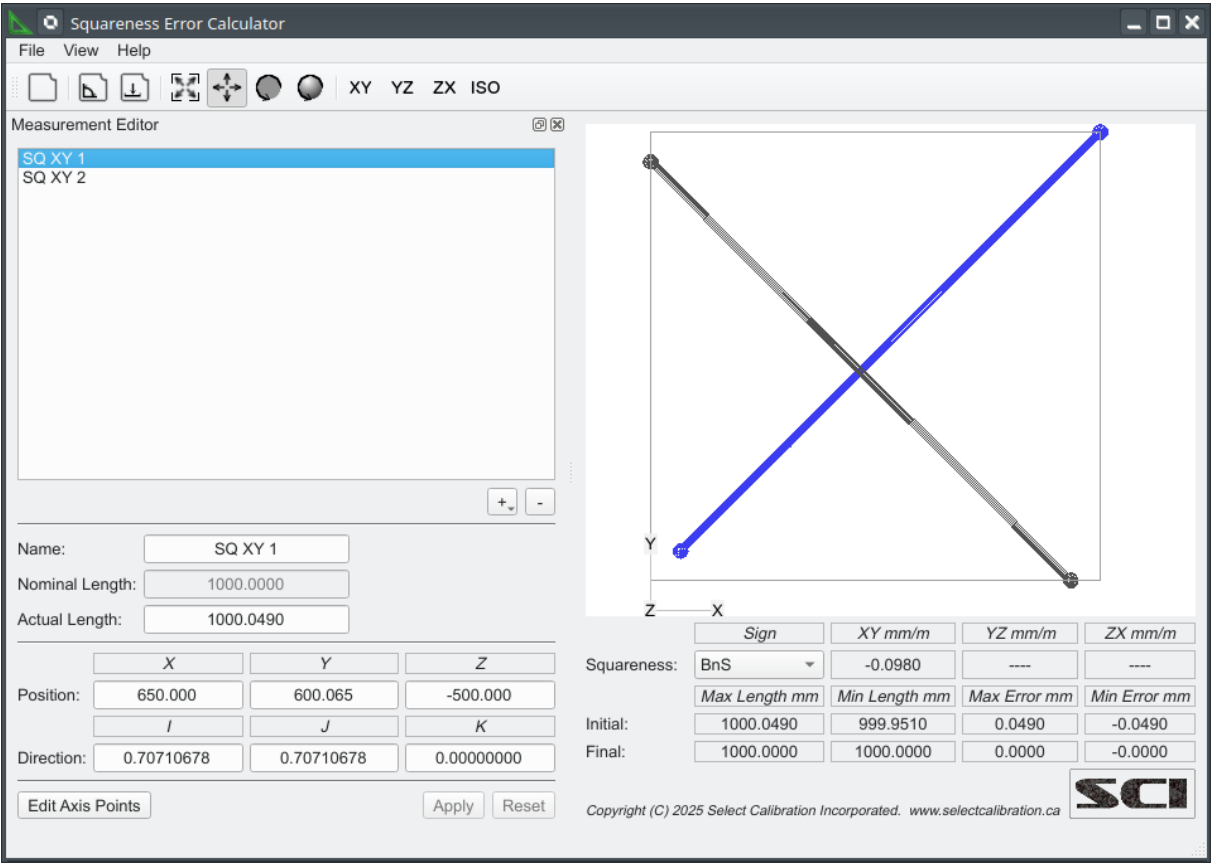 Squareness Error Calculator
File View Help
XY YZ ZX ISO
Measurement Editor
SQ XY 1
SQ XY 2
+ -
Name: SQ XY 1
Nominal Length: 1000.0000
Actual Length: 1000.0490
X Y Z
Position: 650.000 600.065 -500.000
I J K
Direction: 0.70710678 0.70710678 0.00000000
Edit Axis Points Apply Reset
Y
Z X
Sign XY mm/m YZ mm/m ZX mm/m
Squareness: BnS -0.0980 ---- ----
Max Length mm Min Length mm Max Error mm Min Error mm
Initial: 1000.0490 999.9510 0.0490 -0.0490
Final: 1000.0000 1000.0000 0.0000 -0.0000
Copyright (C) 2025 Select Calibration Incorporated. www.selectcalibration.ca
SCI